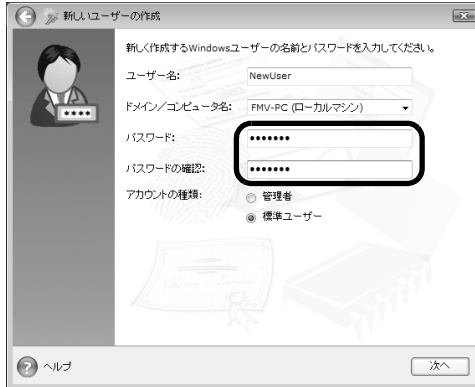 新しいユーザーの作成
新しく作成するWindowsユーザーの名前とパスワードを入力してください。
ユーザー名: NewUser
ドメイン/コンピュータ名: FMV-PC (ローカルマシン)
パスワード: •••••••
パスワードの確認: •••••••
アカウントの種類: 管理者
標準ユーザー
ヘルプ 次へ